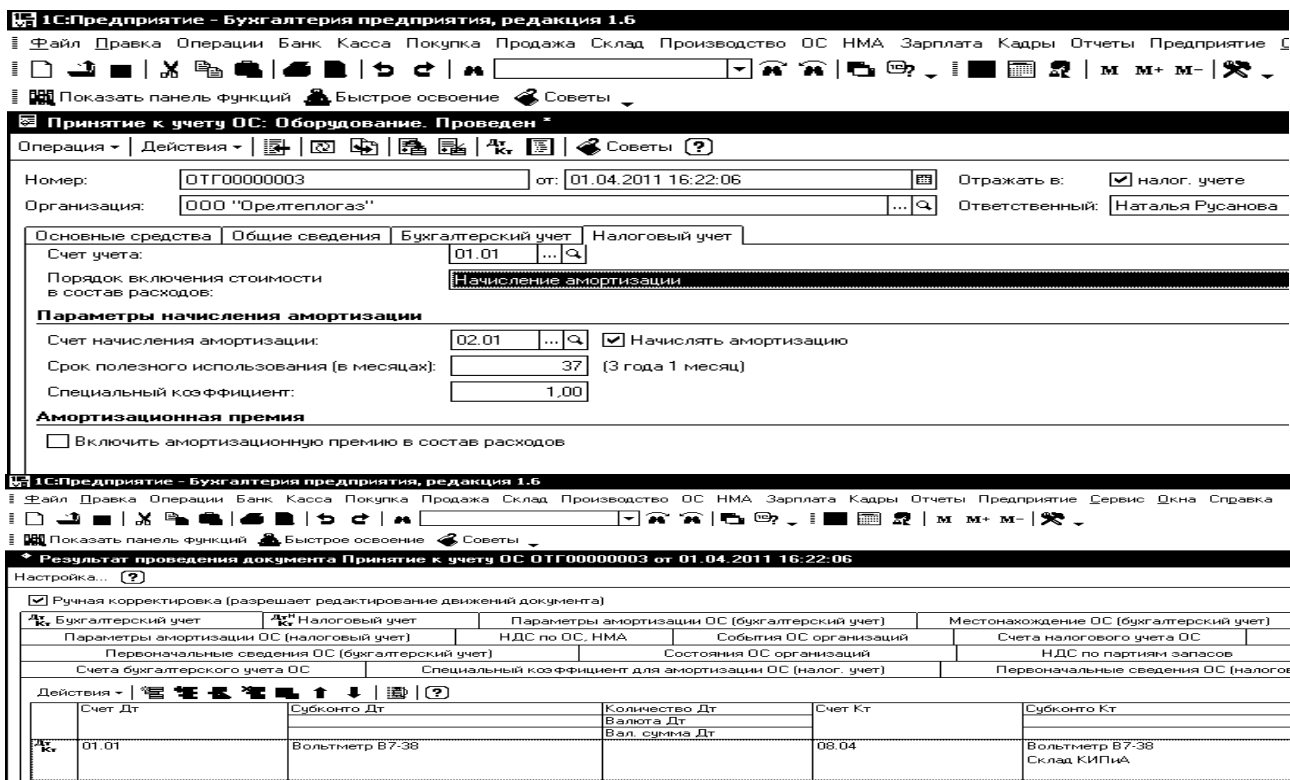 1С:Предприятие - Бухгалтерия предприятия, редакция 1.6
Файл Правка Операции Банк Касса Покупка Продажа Склад Производство ОС НМА Зарплата Кадры Отчеты Предприятие С
М М+ М-
Показать панель функций Быстрое освоение Советы
Принятие к учету ОС: Оборудование. Проведен *
Операция Действия Дт Кт Советы ?
Номер: ОТГ00000003 от: 01.04.2011 16:22:06 Отражать в: налог. учете
Организация: ООО "Орелтеплогаз" ... Ответственный: Наталья Русанова
Основные средства Общие сведения Бухгалтерский учет Налоговый учет
Счет учета: 01.01 ...
Порядок включения стоимости
в состав расходов: Начисление амортизации
Параметры начисления амортизации
Счет начисления амортизации: 02.01 ... Начислять амортизацию
Срок полезного использования (в месяцах): 37 (3 года 1 месяц)
Специальный коэффициент: 1,00
Амортизационная премия
Включить амортизационную премию в состав расходов
1С:Предприятие - Бухгалтерия предприятия, редакция 1.6
Файл Правка Операции Банк Касса Покупка Продажа Склад Производство ОС НМА Зарплата Кадры Отчеты Предприятие Сервис Окна Справка
М М+ М-
Показать панель функций Быстрое освоение Советы
* Результат проведения документа Принятие к учету ОС ОТГ00000003 от 01.04.2011 16:22:06
Настройка... ?
Ручная корректировка (разрешает редактирование движений документа)
Дт Кт Бухгалтерский учет Дт Кт Н Налоговый учет Параметры амортизации ОС (бухгалтерский учет) Местонахождение ОС (бухгалтерский учет)
Параметры амортизации ОС (налоговый учет) НДС по ОС, НМА События ОС организаций Счета налогового учета ОС
Первоначальные сведения ОС (бухгалтерский учет) Состояния ОС организаций НДС по партиям запасов
Счета бухгалтерского учета ОС Специальный коэффициент для амортизации ОС (налог. учет) Первоначальные сведения ОС (налогов
Действия ?
Счет Дт Субконто Дт Количество Дт Счет Кт Субконто Кт
Валюта Дт
Вал. сумма Дт
Дт Кт 01.01 Вольтметр В7-38 08.04 Вольтметр В7-38
Склад КИПиА